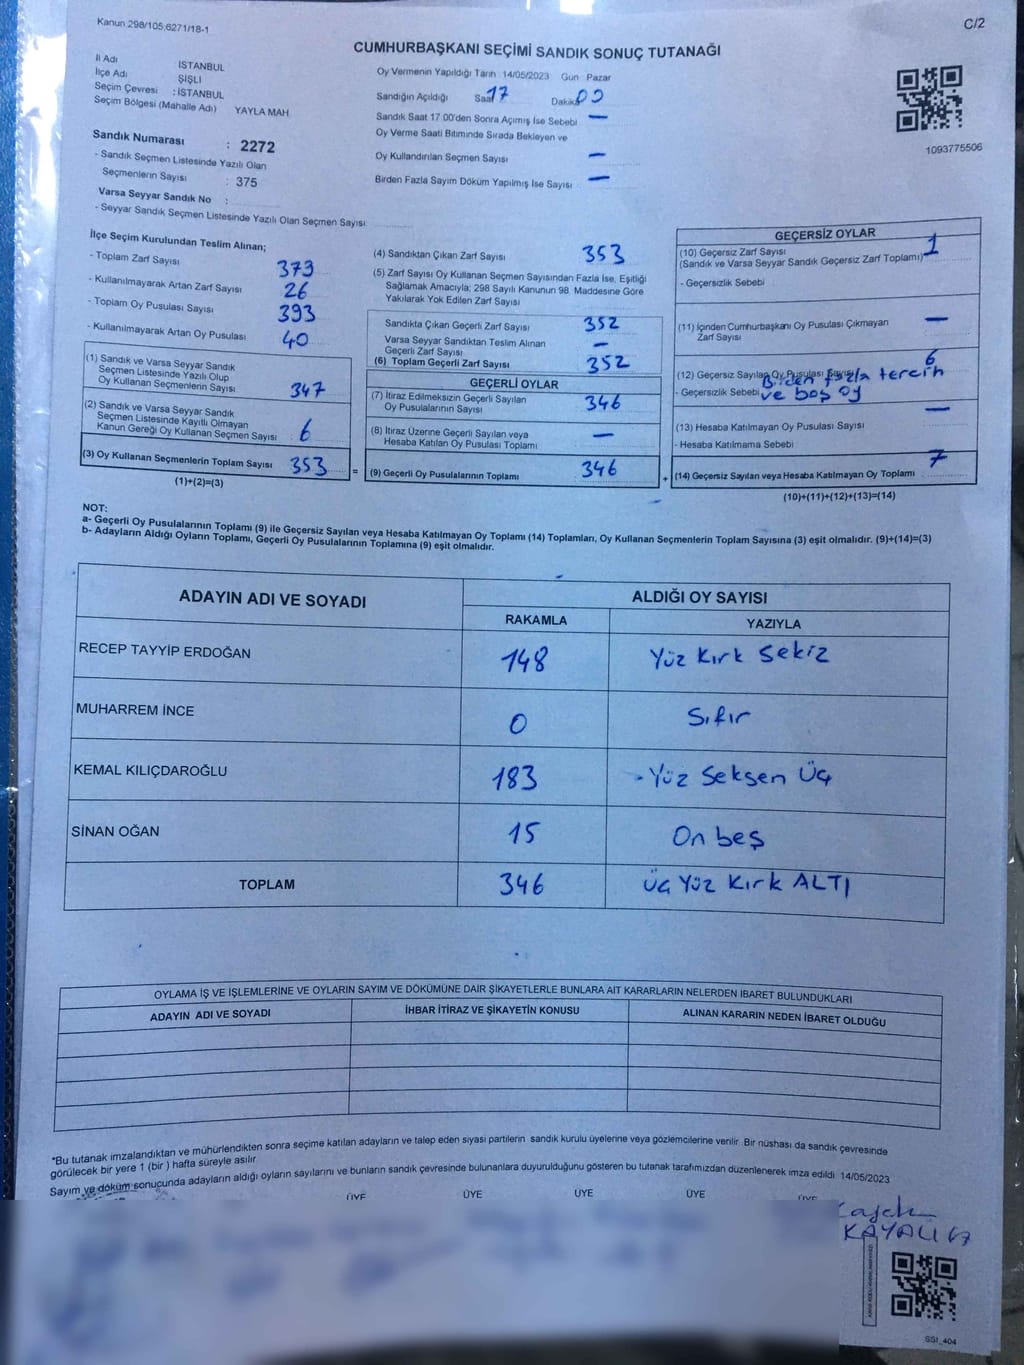 Kanun 298/105,6271/18-1
C/2
CUMHURBAŞKANI SEÇİMİ SANDIK SONUÇ TUTANAĞI
İl Adı İSTANBUL
İlçe Adı ŞİŞLİ
Seçim Çevresi : İSTANBUL
Seçim Bölgesi (Mahalle Adı) YAYLA MAH
Sandık Numarası : 2272
- Sandık Seçmen Listesinde Yazılı Olan
Seçmenlerin Sayısı : 375
Varsa Seyyar Sandık No :
- Seyyar Sandık Seçmen Listesinde Yazılı Olan Seçmen Sayısı
Oy Vermenin Yapıldığı Tarih 14/05/2023 Gün Pazar
Sandığın Açıldığı Saat 17 Dakika 00
Sandık Saat 17.00'den Sonra Açımış İse Sebebi —
Oy Verme Saati Bitiminde Sırada Bekleyen ve
Oy Kullandırılan Seçmen Sayısı —
Birden Fazla Sayım Döküm Yapılmış İse Sayısı —
1093775506
İlçe Seçim Kurulundan Teslim Alınan;
- Toplam Zarf Sayısı 373
- Kullanılmayarak Artan Zarf Sayısı 26
- Toplam Oy Pusulası Sayısı 393
- Kullanılmayarak Artan Oy Pusulası 40
(1) Sandık ve Varsa Seyyar Sandık
Seçmen Listesinde Yazılı Olup
Oy Kullanan Seçmenlerin Sayısı 347
(2) Sandık ve Varsa Seyyar Sandık
Seçmen Listesinde Kayıtlı Olmayan
Kanun Gereği Oy Kullanan Seçmen Sayısı 6
(3) Oy Kullanan Seçmenlerin Toplam Sayısı 353 =
(1)+(2)=(3)
(4) Sandıktan Çıkan Zarf Sayısı 353
(5) Zarf Sayısı Oy Kullanan Seçmen Sayısından Fazla İse, Eşitliği
Sağlamak Amacıyla; 298 Sayılı Kanunun 98. Maddesine Göre
Yakılarak Yok Edilen Zarf Sayısı
Sandıkta Çıkan Geçerli Zarf Sayısı 352
Varsa Seyyar Sandıktan Teslim Alınan —
Geçerli Zarf Sayısı
(6) Toplam Geçerli Zarf Sayısı 352
GEÇERLİ OYLAR
(7) İtiraz Edilmeksizin Geçerli Sayılan
Oy Pusulalarının Sayısı 346
(8) İtiraz Üzerine Geçerli Sayılan veya
Hesaba Katılan Oy Pusulası Toplamı —
(9) Geçerli Oy Pusulalarının Toplamı 346 +
GEÇERSİZ OYLAR
(10) Geçersiz Zarf Sayısı 1
(Sandık ve Varsa Seyyar Sandık Geçersiz Zarf Toplamı)
- Geçersizlik Sebebi
(11) İçinden Cumhurbaşkanı Oy Pusulası Çıkmayan
Zarf Sayısı —
(12) Geçersiz Sayılan Oy Pusulası Sayısı 6
Birden fazla tercih
- Geçersizlik Sebebi ve boş oy
(13) Hesaba Katılmayan Oy Pusulası Sayısı —
- Hesaba Katılmama Sebebi
(14) Geçersiz Sayılan veya Hesaba Katılmayan Oy Toplamı 7
(10)+(11)+(12)+(13)=(14)
NOT:
a- Geçerli Oy Pusulalarının Toplamı (9) ile Geçersiz Sayılan veya Hesaba Katılmayan Oy Toplamı (14) Toplamları, Oy Kullanan Seçmenlerin Toplam Sayısına (3) eşit olmalıdır. (9)+(14)=(3)
b- Adayların Aldığı Oyların Toplamı, Geçerli Oy Pusulalarının Toplamına (9) eşit olmalıdır.
ADAYIN ADI VE SOYADI ALDIĞI OY SAYISI
RAKAMLA YAZIYLA
RECEP TAYYİP ERDOĞAN 148 Yüz Kırk Sekiz
MUHARREM İNCE 0 Sıfır
KEMAL KILIÇDAROĞLU 183 Yüz Seksen Üç
SİNAN OĞAN 15 On beş
TOPLAM 346 Üç Yüz Kırk ALTI
OYLAMA İŞ VE İŞLEMLERİNE VE OYLARIN SAYIM VE DÖKÜMÜNE DAİR ŞİKAYETLERLE BUNLARA AİT KARARLARIN NELERDEN İBARET BULUNDUKLARI
ADAYIN ADI VE SOYADI İHBAR İTİRAZ VE ŞİKAYETİN KONUSU ALINAN KARARIN NEDEN İBARET OLDUĞU
*Bu tutanak imzalandıktan ve mühürlendikten sonra seçime katılan adayların ve talep eden siyasi partilerin sandık kurulu üyelerine veya gözlemcilerine verilir. Bir nüshası da sandık çevresinde
görülecek bir yere 1 (bir) hafta süreyle asılır.
Sayım ve döküm sonucunda adayların aldığı oyların sayılarını ve bunların sandık çevresinde bulunanlara duyurulduğunu gösteren bu tutanak tarafımızdan düzenlenerek imza edildi 14/05/2023
ÜYE ÜYE ÜYE ÜYE ÜYE
SSI_404